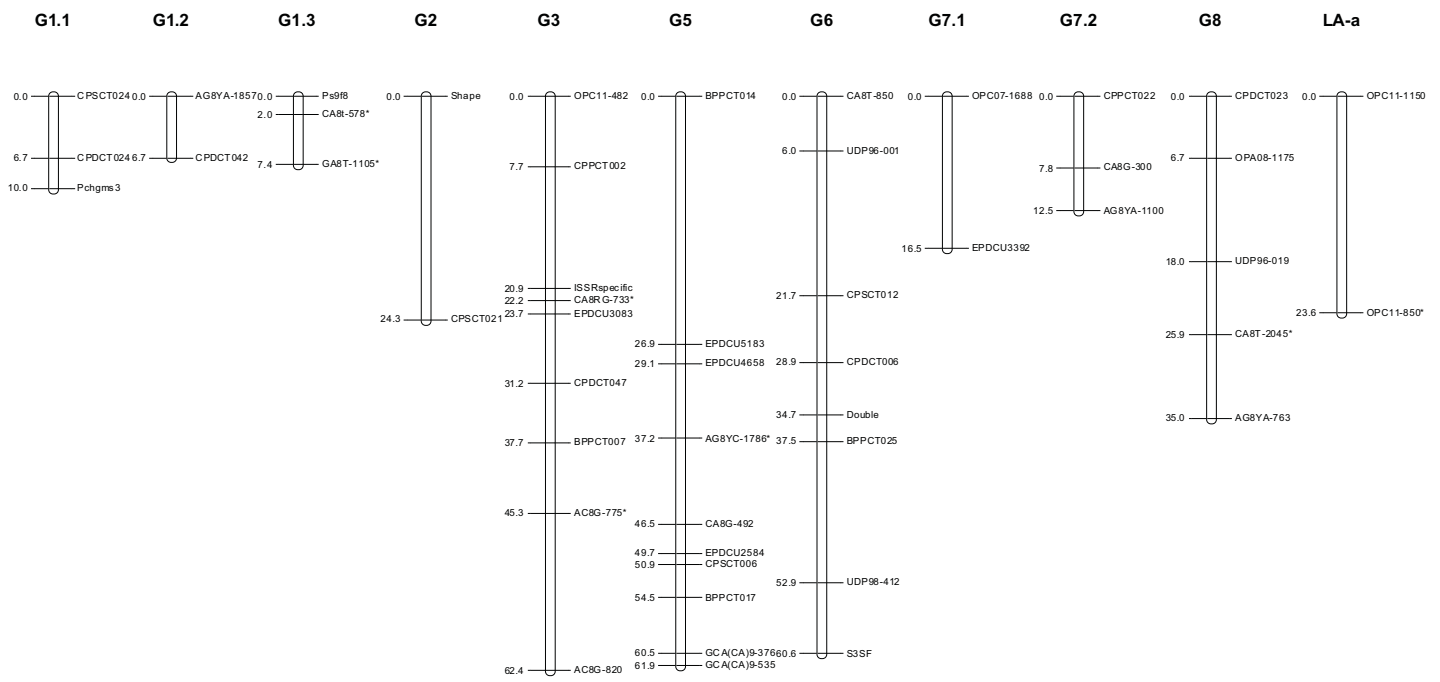 G1.1 G1.2 G1.3 G2 G3 G5 G6 G7.1 G7.2 G8 LA-a
0.0 CPSCT024
6.7 CPDCT024
10.0 Pchgms3
0.0 AG8YA-1857
6.7 CPDCT042
0.0 Ps9f8
2.0 CA8t-578*
7.4 GA8T-1105*
0.0 Shape
24.3 CPSCT021
0.0 OPC11-482
7.7 CPPCT002
20.9 ISSRspecific
22.2 CA8RG-733*
23.7 EPDCU3083
31.2 CPDCT047
37.7 BPPCT007
45.3 AC8G-775*
62.4 AC8G-820
0.0 BPPCT014
26.9 EPDCU5183
29.1 EPDCU4658
37.2 AG8YC-1786*
46.5 CA8G-492
49.7 EPDCU2584
50.9 CPSCT006
54.5 BPPCT017
60.5 GCA(CA)9-376
61.9 GCA(CA)9-535
0.0 CA8T-850
6.0 UDP96-001
21.7 CPSCT012
28.9 CPDCT006
34.7 Double
37.5 BPPCT025
52.9 UDP98-412
60.6 S3SF
0.0 OPC07-1688
16.5 EPDCU3392
0.0 CPPCT022
7.8 CA8G-300
12.5 AG8YA-1100
0.0 CPDCT023
6.7 OPA08-1175
18.0 UDP96-019
25.9 CA8T-2045*
35.0 AG8YA-763
0.0 OPC11-1150
23.6 OPC11-850*